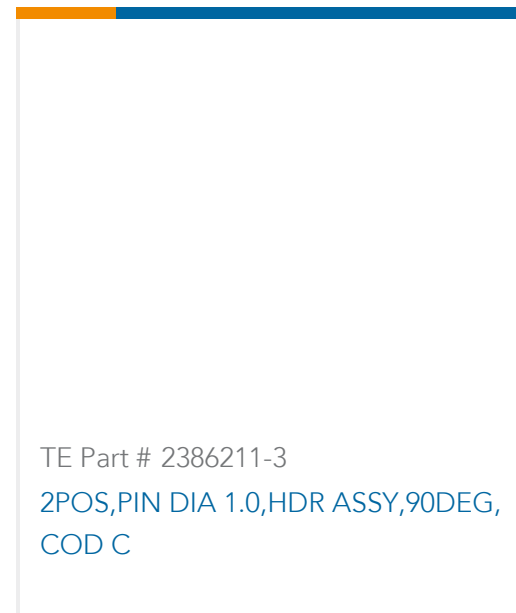 TE Part # 2386211-3
2POS,PIN DIA 1.0,HDR ASSY,90DEG,
COD C